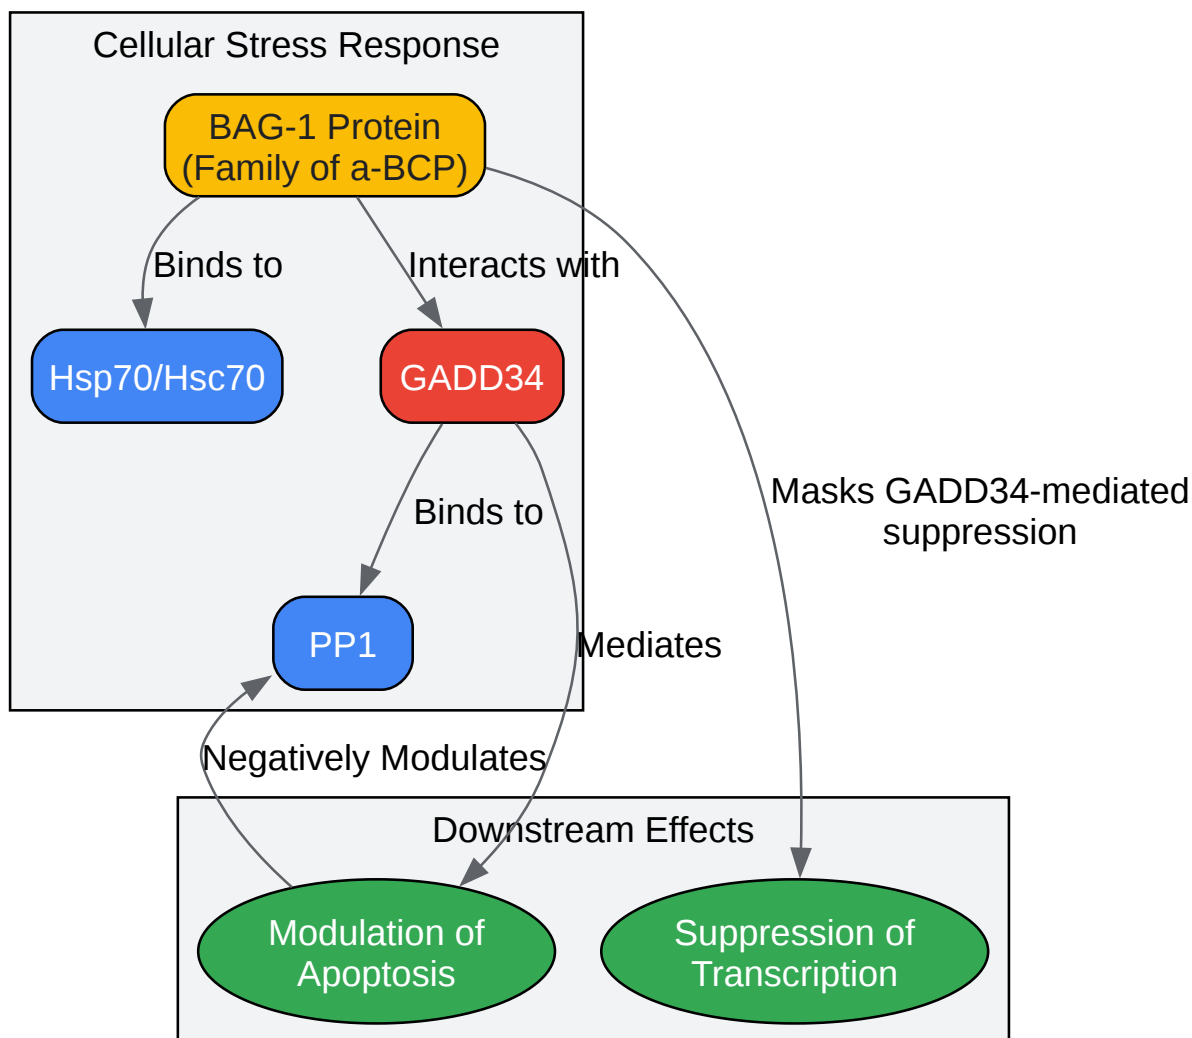 Cellular Stress Response
BAG-1 Protein
(Family of a-BCP)
Binds to
Interacts with
Hsp70/Hsc70
GADD34
Masks GADD34-mediated
suppression
Binds to
PP1
Mediates
Negatively Modulates
Downstream Effects
Modulation of
Apoptosis
Suppression of
Transcription